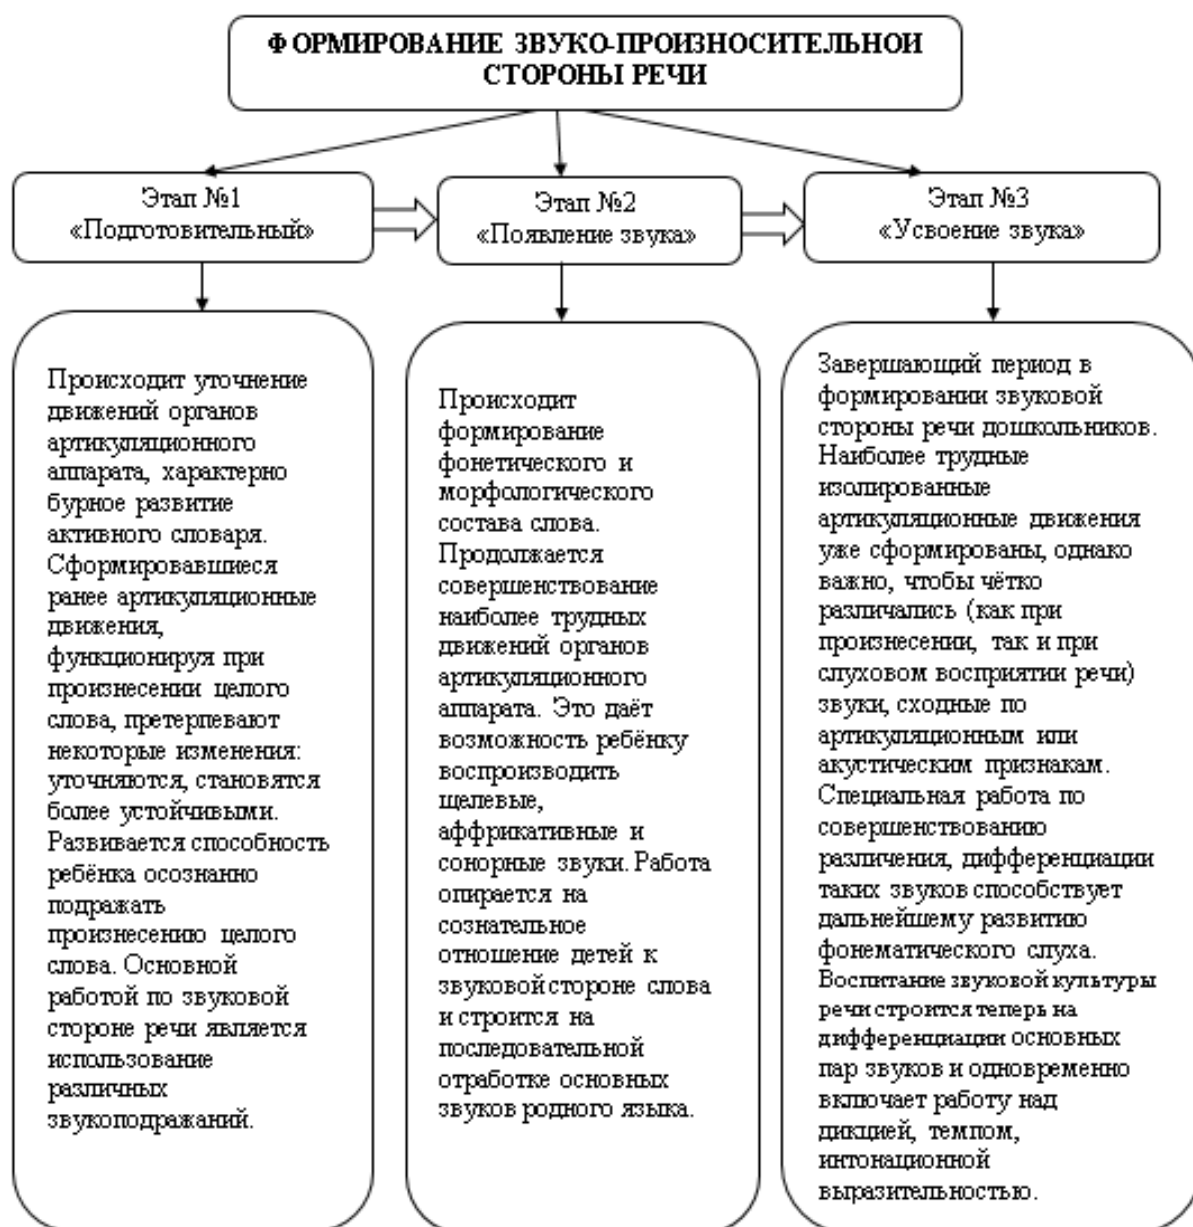 ФОРМИРОВАНИЕ ЗВУКО-ПРОИЗНОСИТЕЛЬНОИ
СТОРОНЫ РЕЧИ
Этап №1
«Подготовительный»
Этап №2
«Появление звука»
Этап №3
«Усвоение звука»
Происходит уточнение
движений органов
артикуляционного
аппарата, характерно
бурное развитие
активного словаря.
Сформировавшиеся
ранее артикуляционные
движения,
функционируя при
произнесении целого
слова, претерпевают
некоторые изменения:
уточняются, становятся
более устойчивыми.
Развивается способность
ребёнка осознанно
подражать
произнесению целого
слова. Основной
работой по звуковой
стороне речи является
использование
различных
звукоподражаний.
Происходит
формирование
фонетического и
морфологического
состава слова.
Продолжается
совершенствование
наиболее трудных
движений органов
артикуляционного
аппарата. Это даёт
возможность ребёнку
воспроизводить
щелевые,
аффрикативные и
сонорные звуки. Работа
опирается на
сознательное
отношение детей к
звуковой стороне слова
и строится на
последовательной
отработке основных
звуков родного языка.
Завершающий период в
формировании звуковой
стороны речи дошкольников.
Наиболее трудные
изолированные
артикуляционные движения
уже сформированы, однако
важно, чтобы чётко
различались (как при
произнесении, так и при
слуховом восприятии речи)
звуки, сходные по
артикуляционным или
акустическим признакам.
Специальная работа по
совершенствованию
различения, дифференциации
таких звуков способствует
дальнейшему развитию
фонематического слуха.
Воспитание звуковой культуры
речи строится теперь на
дифференциации основных
пар звуков и одновременно
включает работу над
дикцией, темпом,
интонационной
выразительностью.